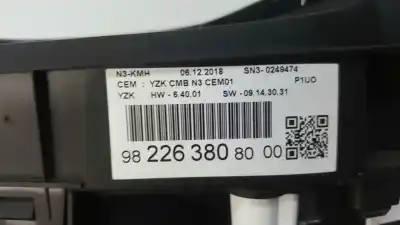 N3-KMH 06.12.2018 SN3-0249474
CEM : YZK CMB N3 CEM01 P1UO
YZK HW - 6.40.01 SW - 09.14.30.31
98 226 380 80 00